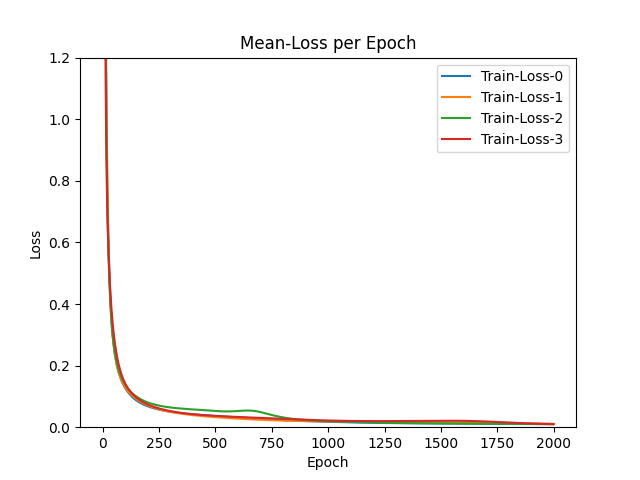 Mean-Loss per Epoch
1.2
1.0
0.8
0.6
0.4
0.2
0.0
Loss
Train-Loss-0
Train-Loss-1
Train-Loss-2
Train-Loss-3
0 250 500 750 1000 1250 1500 1750 2000
Epoch